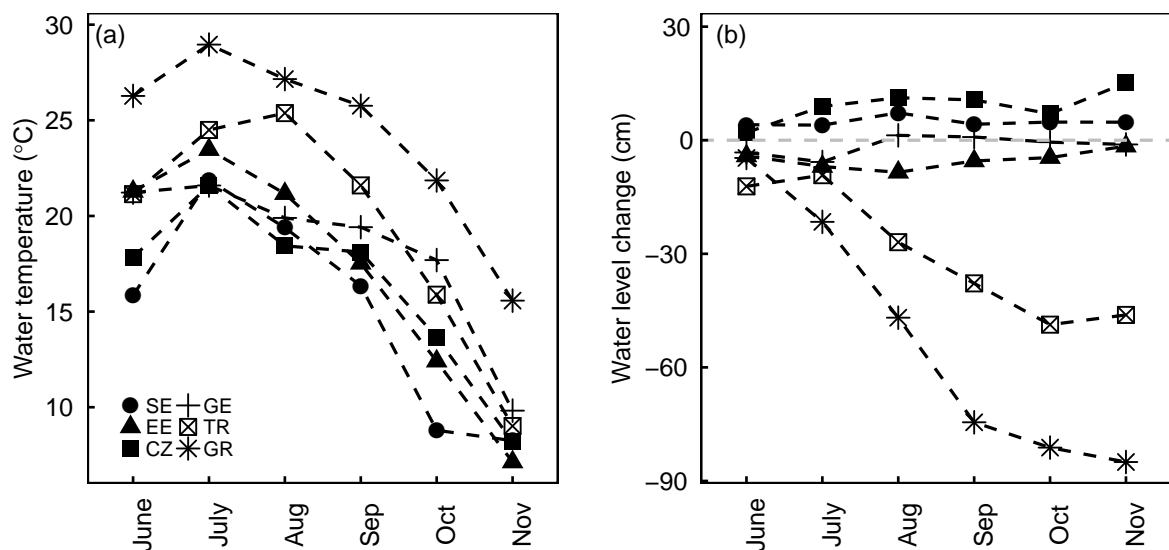 (a)
Water temperature (°C)
30
25
20
15
10
SE GE
EE TR
CZ GR
June July Aug Sep Oct Nov
(b)
Water level change (cm)
30
0
−30
−60
−90
June July Aug Sep Oct Nov